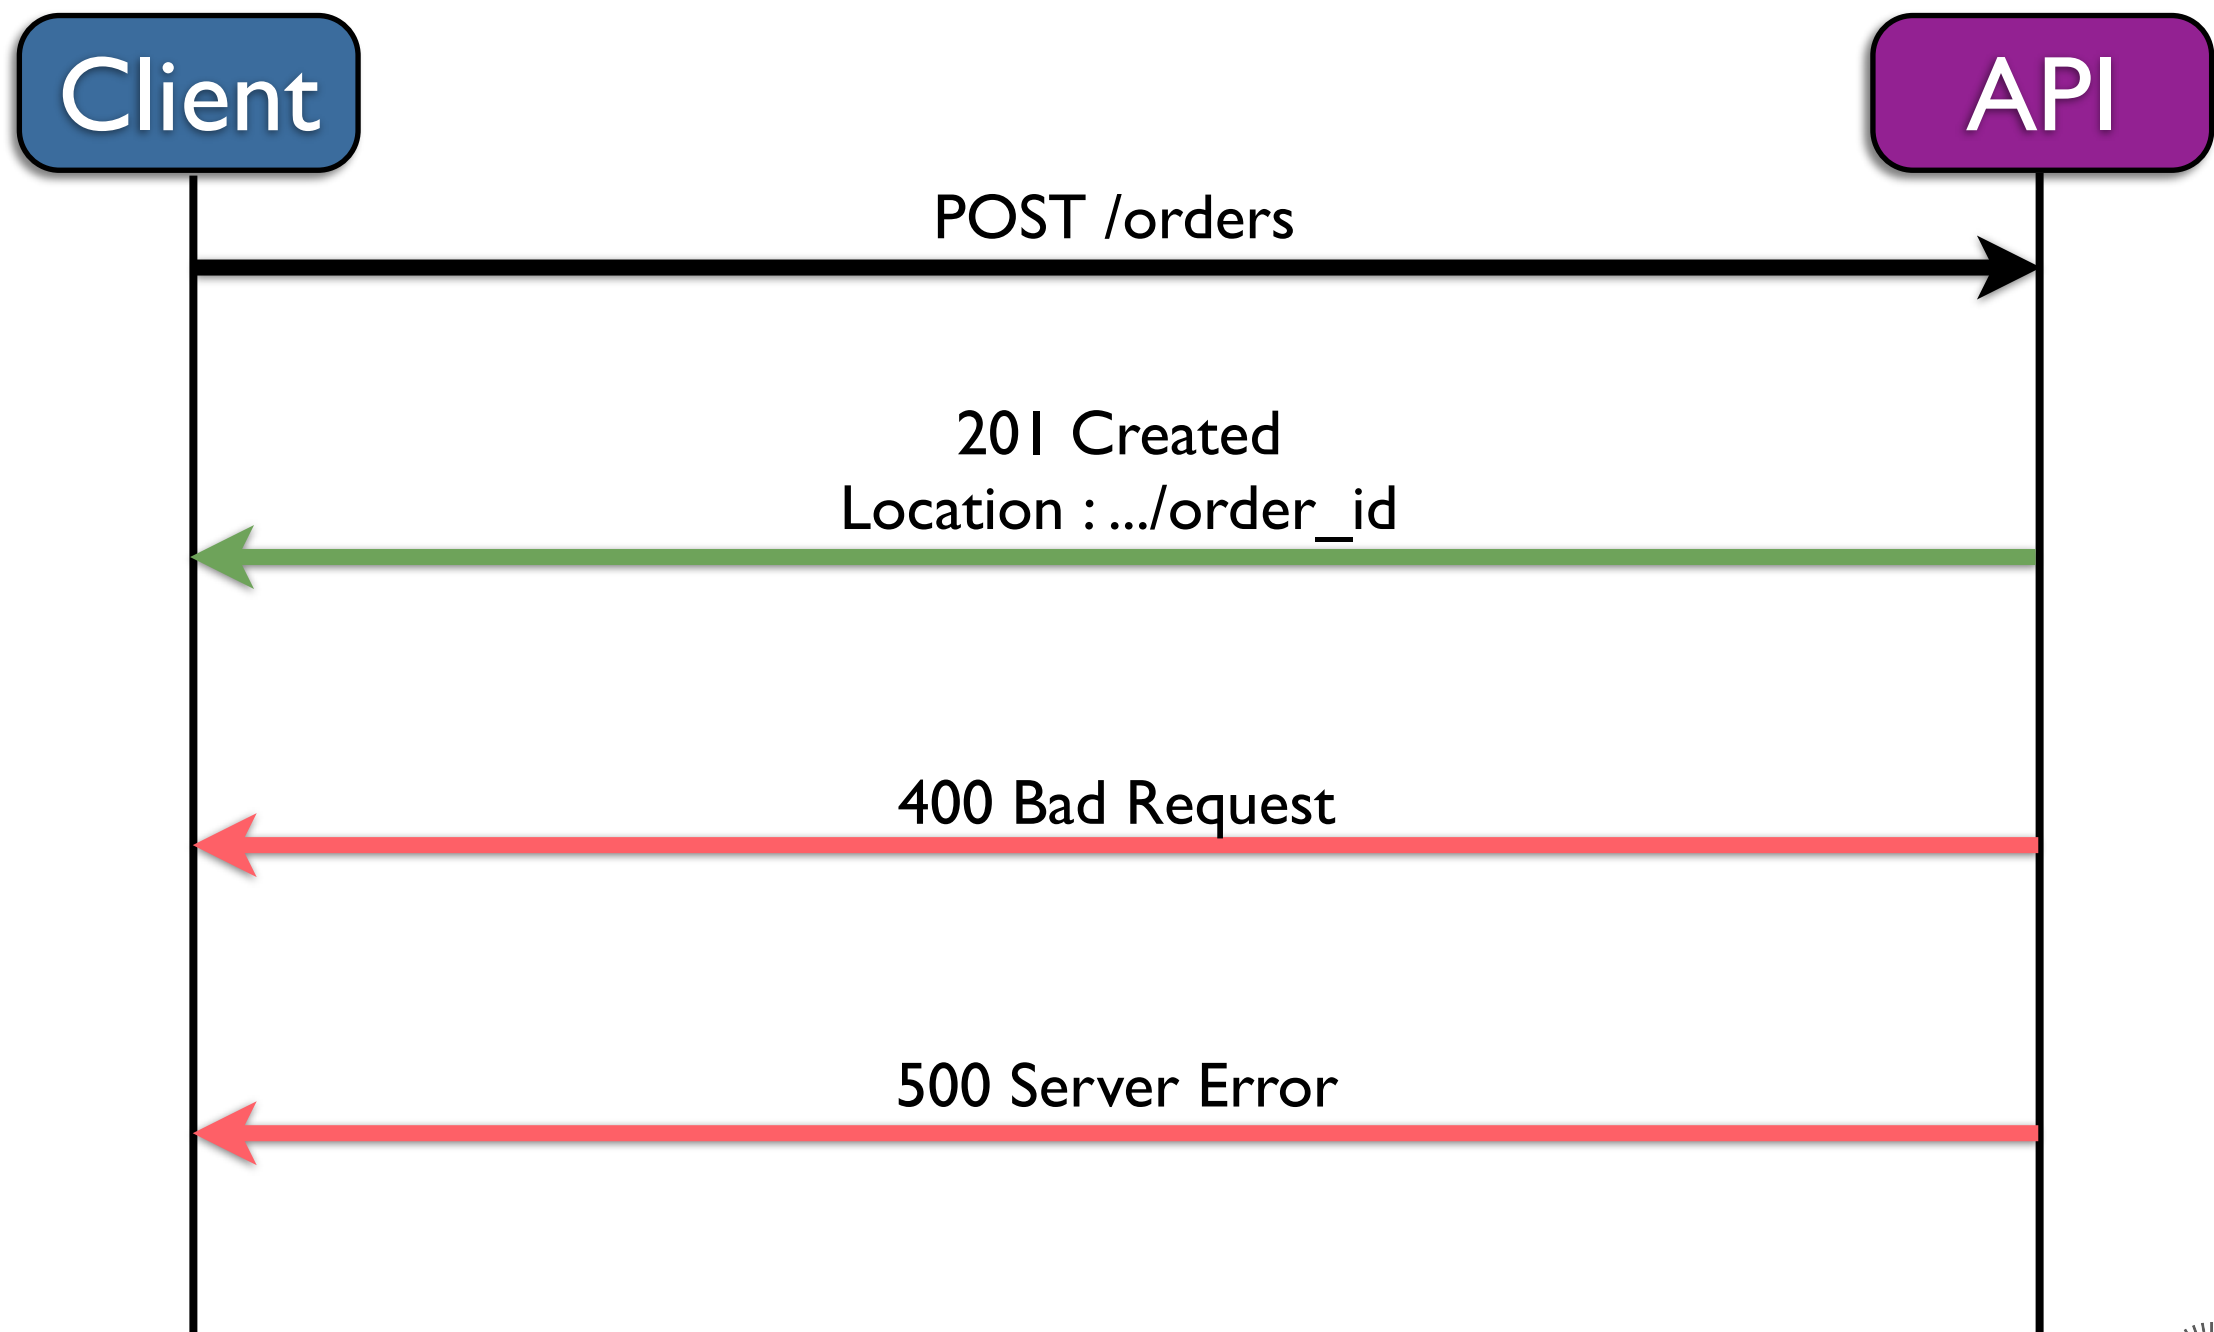 Client
API
POST /orders
201 Created
Location : .../order_id
400 Bad Request
500 Server Error